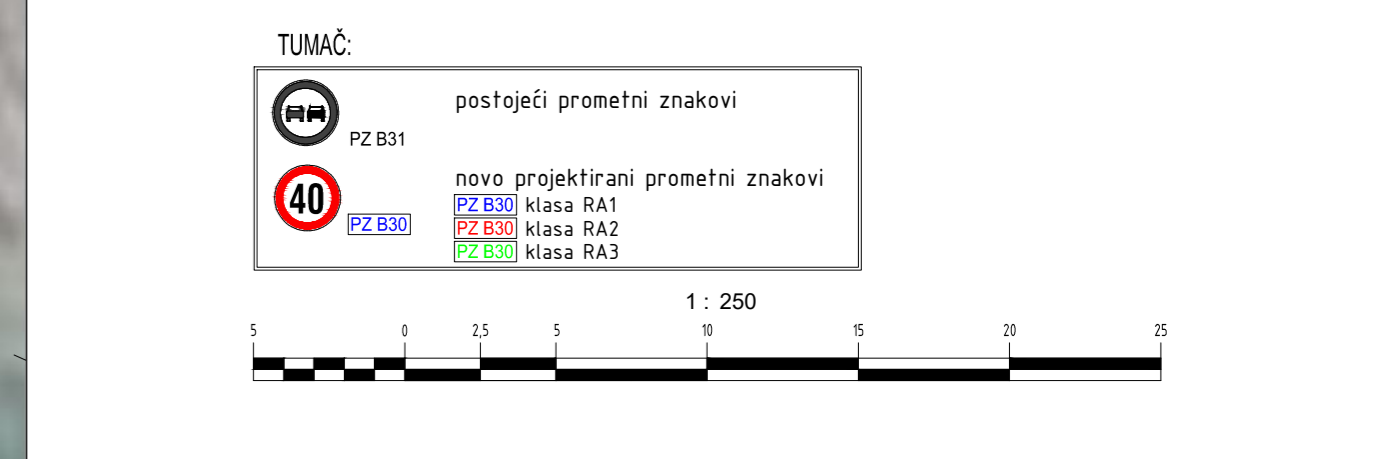 TUMAČ:
postojeći prometni znakovi
PZ B31
novo projektirani prometni znakovi
40
PZ B30
PZ B30 klasa RA1
PZ B30 klasa RA2
PZ B30 klasa RA3
1 : 250
5 0 2,5 5 10 15 20 25